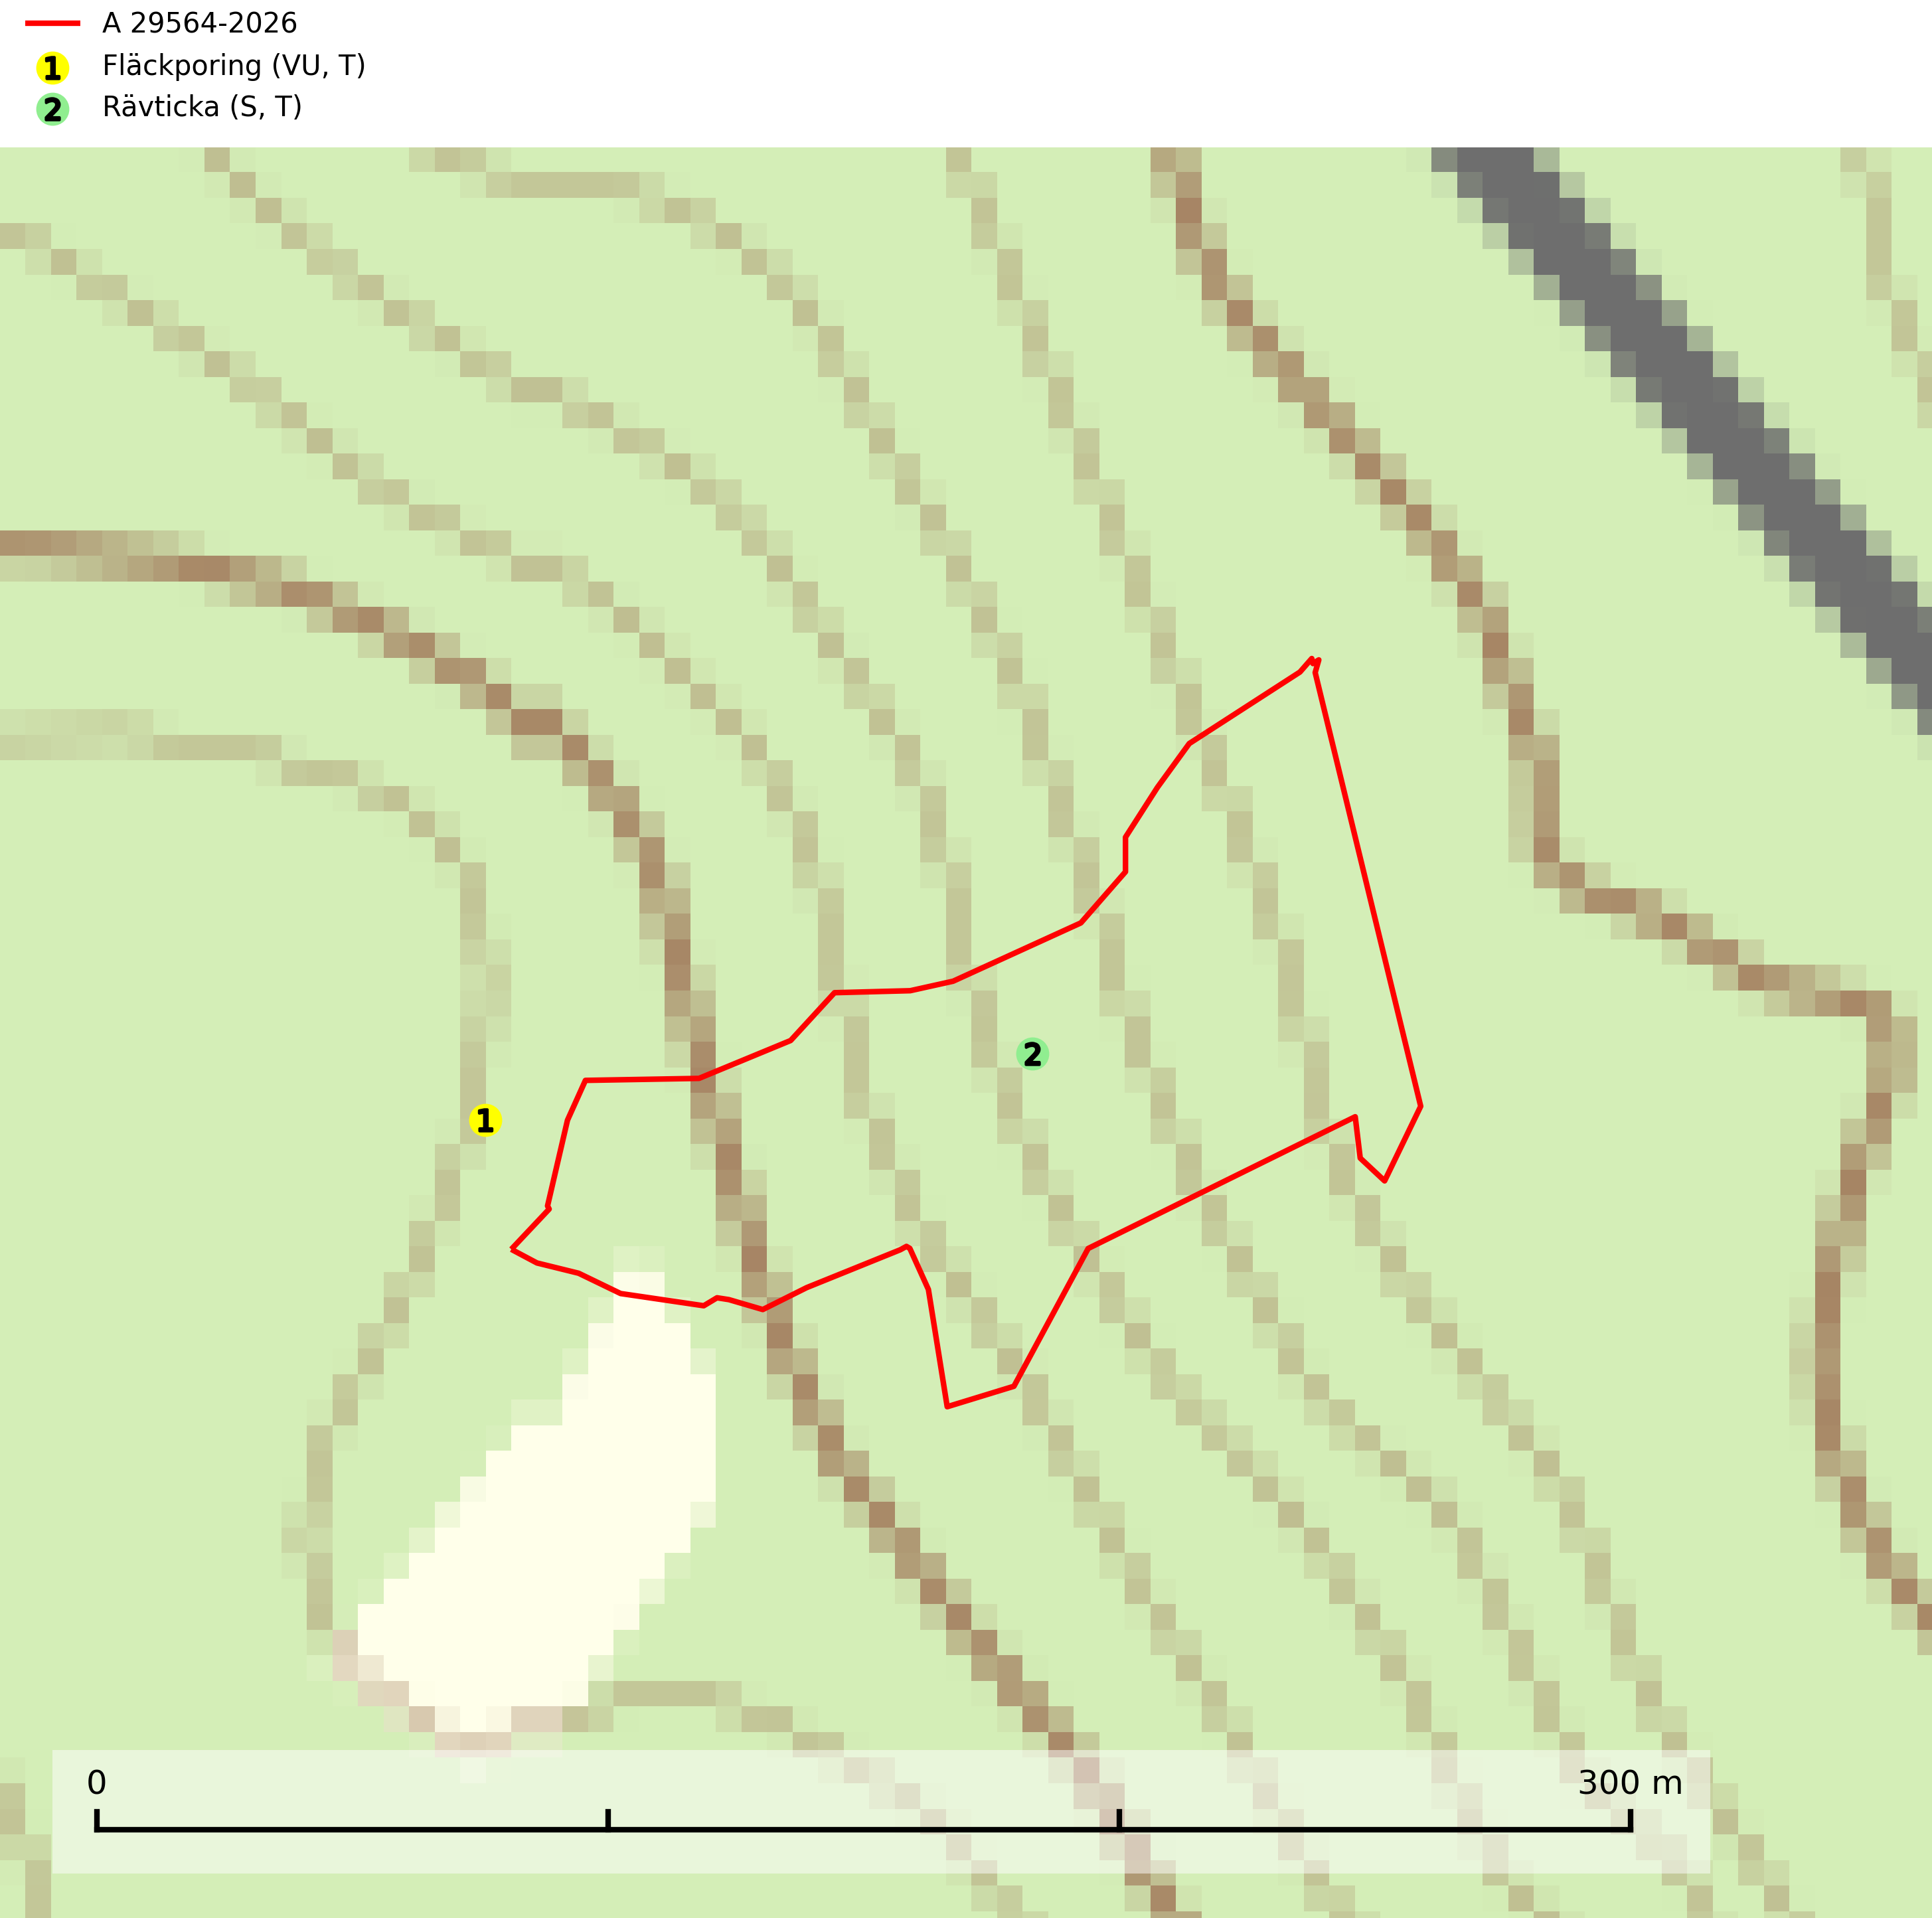 A 29564-2026
1 Fläckporing (VU, T)
2 Rävticka (S, T)
2
1
0 300 m